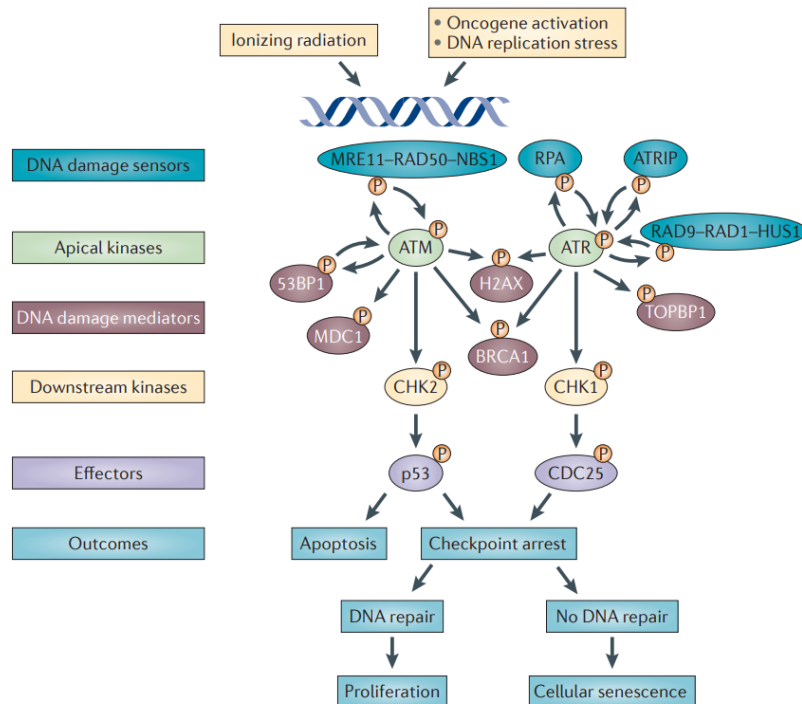 Ionizing radiation
• Oncogene activation
• DNA replication stress
DNA damage sensors
MRE11–RAD50–NBS1
RPA
ATRIP
P
P
P
RAD9–RAD1–HUS1
Apical kinases
ATM
P
ATR
P
P
53BP1
P
H2AX
P
DNA damage mediators
MDC1
P
BRCA1
P
TOPBP1
P
Downstream kinases
CHK2
P
CHK1
P
Effectors
p53
P
CDC25
P
Outcomes
Apoptosis
Checkpoint arrest
DNA repair
No DNA repair
Proliferation
Cellular senescence